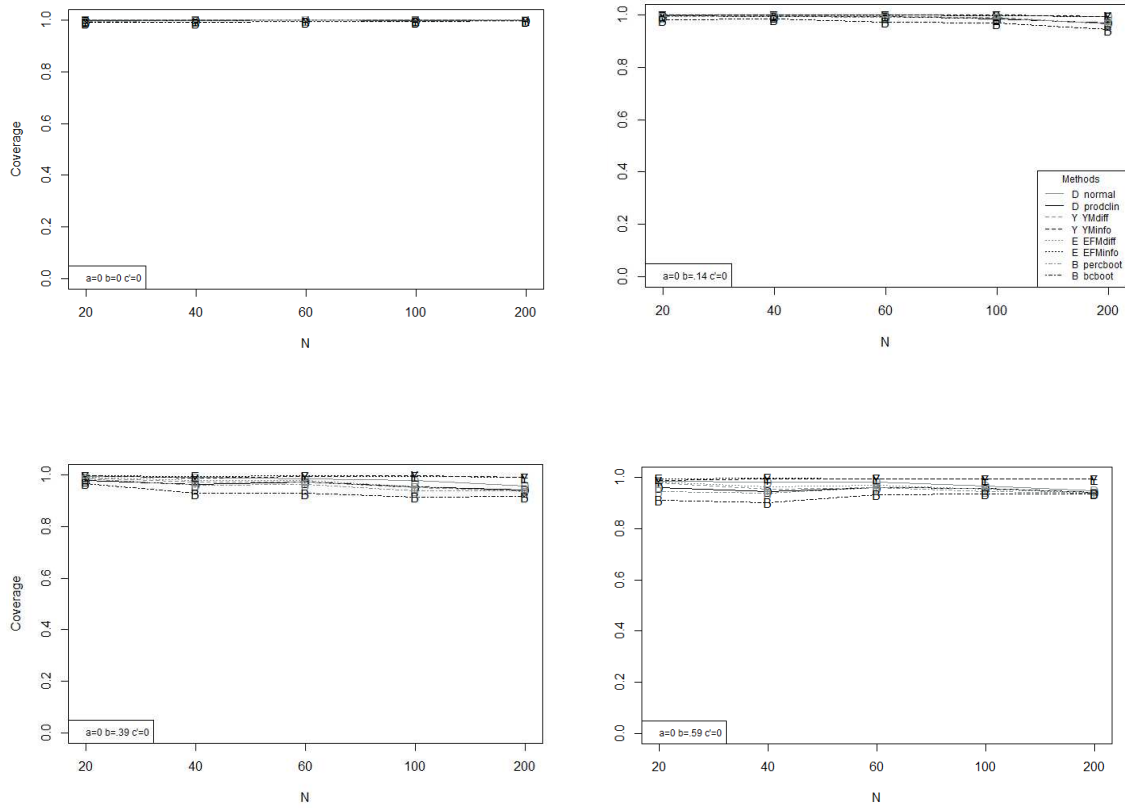 Coverage
1.0
0.8
0.6
0.4
0.2
0.0
a=0 b=0 c'=0
20 40 60 100 200
N
1.0
0.8
0.6
0.4
0.2
0.0
Methods
D normal
D prodclin
Y YMdiff
Y YMinfo
E EFMdiff
E EFMinfo
B percboot
B bcboot
a=0 b=.14 c'=0
20 40 60 100 200
N
Coverage
1.0
0.8
0.6
0.4
0.2
0.0
a=0 b=.39 c'=0
20 40 60 100 200
N
1.0
0.8
0.6
0.4
0.2
0.0
a=0 b=.59 c'=0
20 40 60 100 200
N